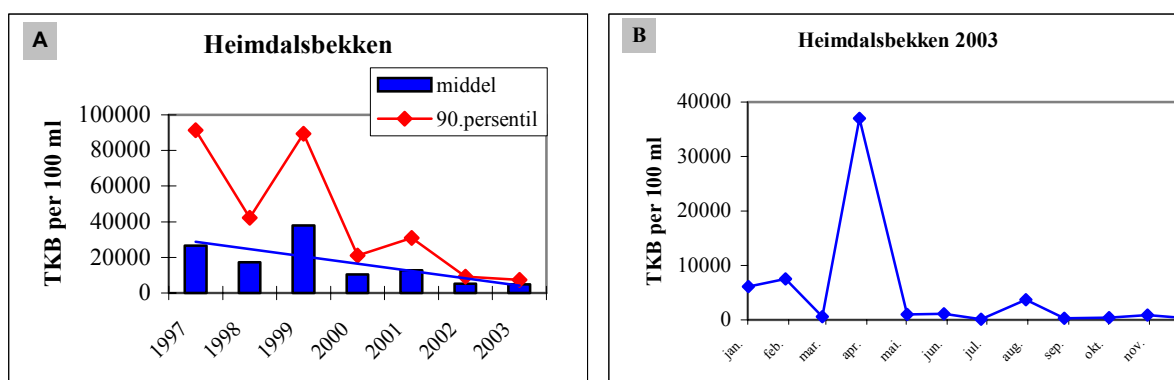 A
Heimdalsbekken
middel
90.persentil
TKB per 100 ml
100000
80000
60000
40000
20000
0
1997
1998
1999
2000
2001
2002
2003
B
Heimdalsbekken 2003
TKB per 100 ml
40000
30000
20000
10000
0
jan.
feb.
mar.
apr.
mai.
jun.
jul.
aug.
sep.
okt.
nov.